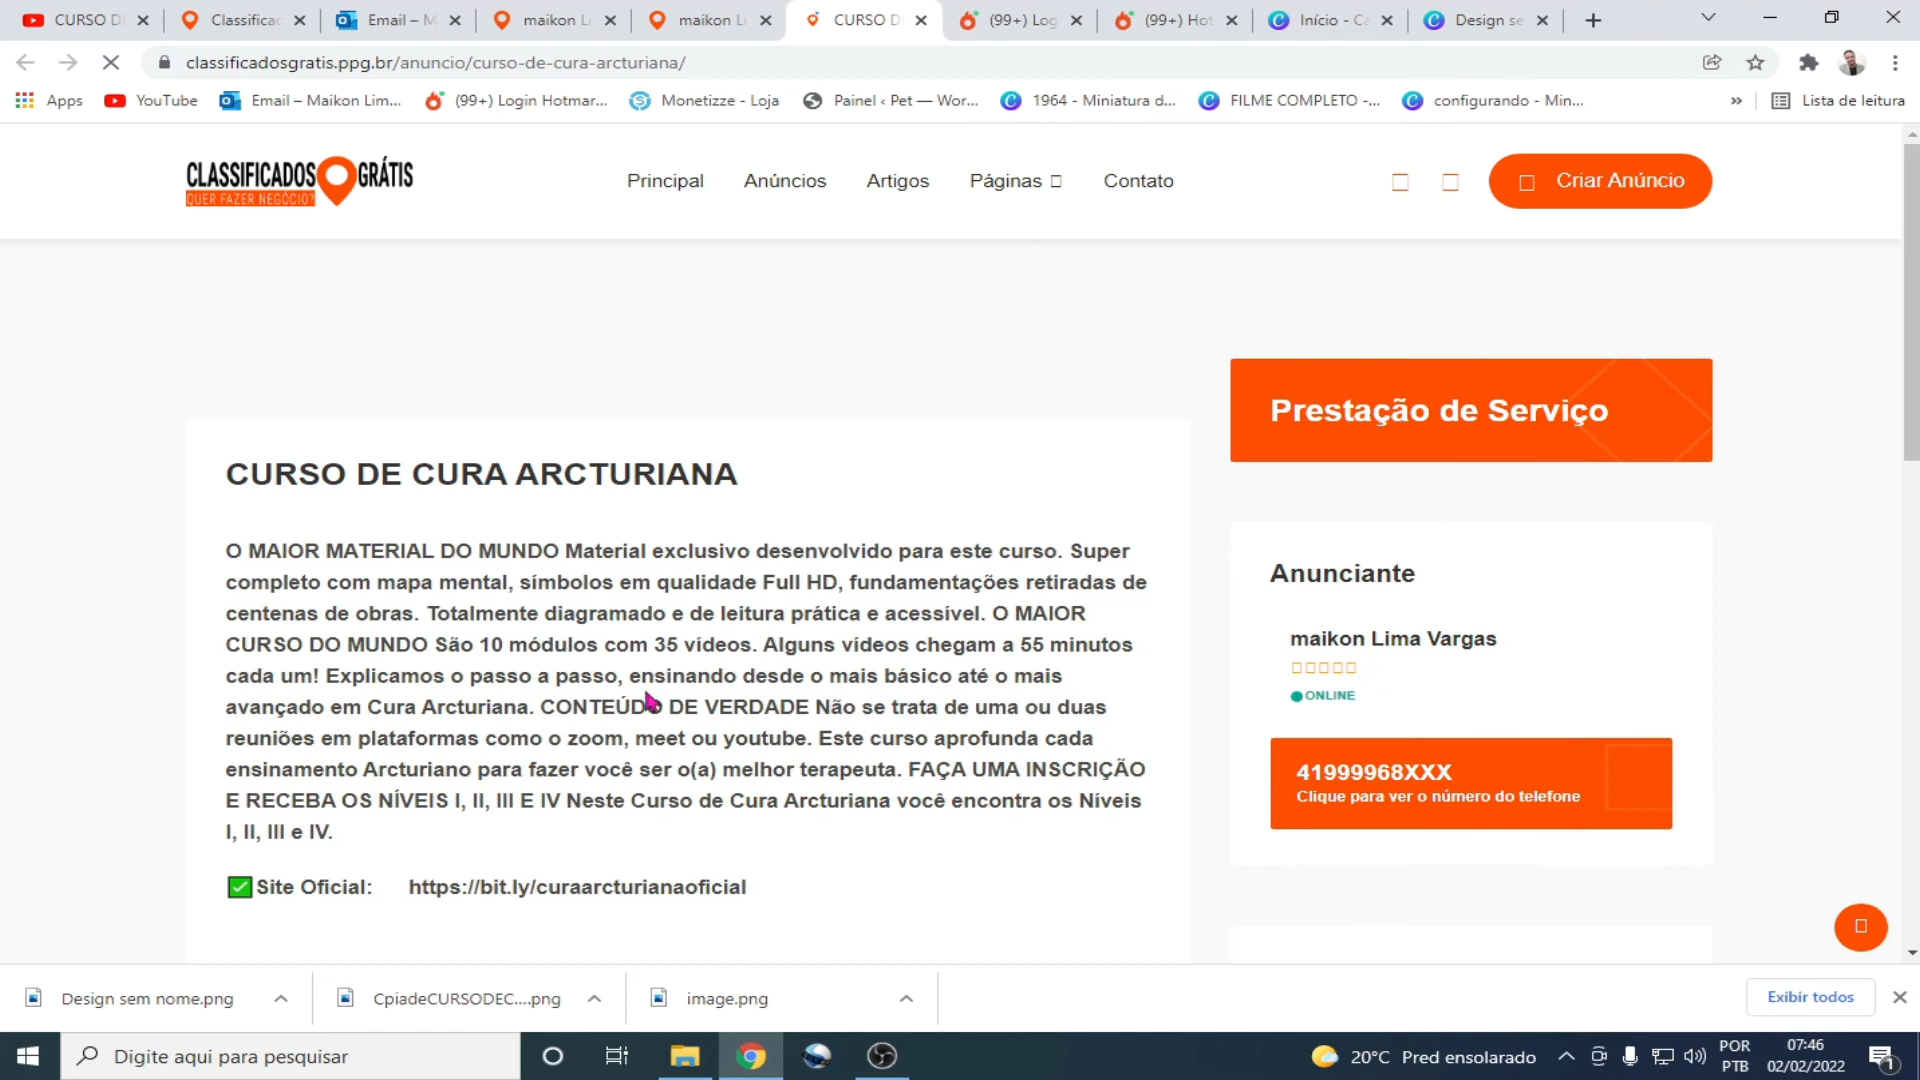 CURSO D
Classificad
Email – M
maikon Li
maikon Li
CURSO D
(99+) Log
(99+) Hot
Início - Ca
Design se
classificadosgratis.ppg.br/anuncio/curso-de-cura-arcturiana/
Apps
YouTube
Email – Maikon Lim...
(99+) Login Hotmar...
Monetizze - Loja
Painel ‹ Pet — Wor...
1964 - Miniatura d...
FILME COMPLETO -...
configurando - Min...
»
Lista de leitura
CLASSIFICADOS GRÁTIS
QUER FAZER NEGÓCIO?
Principal
Anúncios
Artigos
Páginas
Contato
Criar Anúncio
Prestação de Serviço
CURSO DE CURA ARCTURIANA
O MAIOR MATERIAL DO MUNDO Material exclusivo desenvolvido para este curso. Super
completo com mapa mental, símbolos em qualidade Full HD, fundamentações retiradas de
centenas de obras. Totalmente diagramado e de leitura prática e acessível. O MAIOR
CURSO DO MUNDO São 10 módulos com 35 vídeos. Alguns vídeos chegam a 55 minutos
cada um! Explicamos o passo a passo, ensinando desde o mais básico até o mais
avançado em Cura Arcturiana. CONTEÚDO DE VERDADE Não se trata de uma ou duas
reuniões em plataformas como o zoom, meet ou youtube. Este curso aprofunda cada
ensinamento Arcturiano para fazer você ser o(a) melhor terapeuta. FAÇA UMA INSCRIÇÃO
E RECEBA OS NÍVEIS I, II, III E IV Neste Curso de Cura Arcturiana você encontra os Níveis
I, II, III e IV.
✅Site Oficial: https://bit.ly/curaarcturianaoficial
Anunciante
maikon Lima Vargas
ONLINE
41999968XXX
Clique para ver o número do telefone
Design sem nome.png
CpiadeCURSODEC....png
image.png
Exibir todos
Digite aqui para pesquisar
20°C Pred ensolarado
POR
PTB
07:46
02/02/2022
1